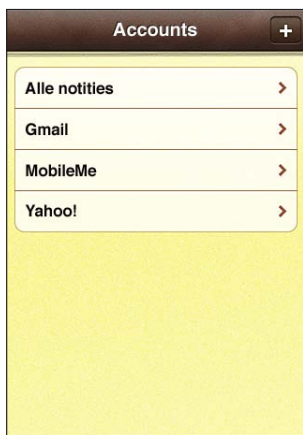 Accounts +
Alle notities
Gmail
MobileMe
Yahoo!